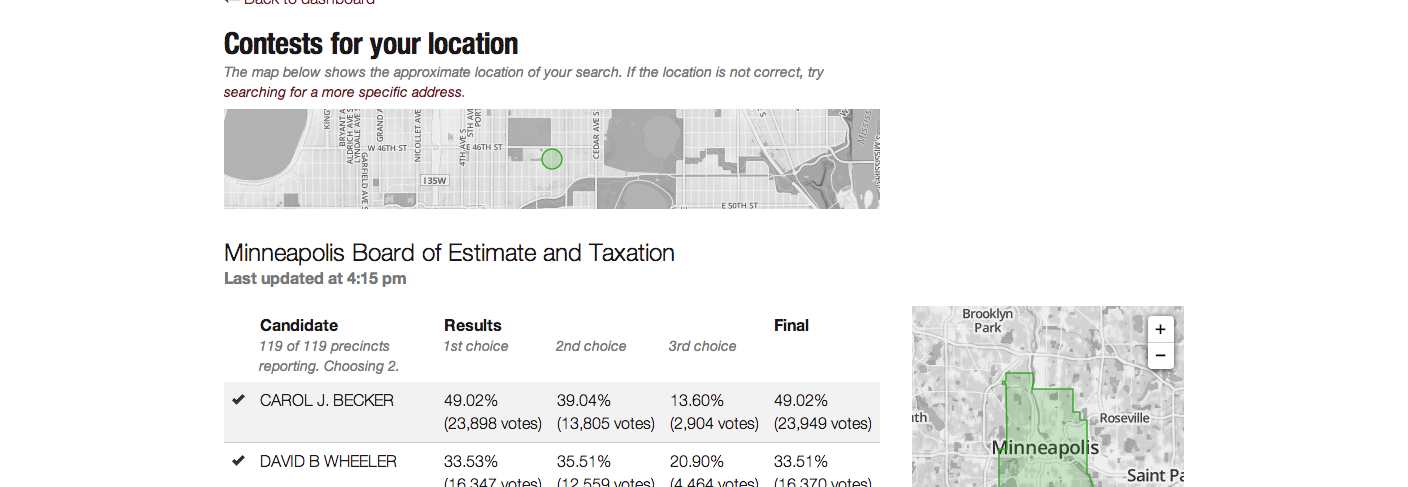 ← Back to dashboard
Contests for your location
The map below shows the approximate location of your search. If the location is not correct, try
searching for a more specific address.
BRYANT AVE S
ALDRICH AVE S
LYNDALE AVE S
GARFIELD AVE S
GRAND A
NICOLLET AVE
4TH AVE S
5TH AV
PORT
CEDAR AVE S
W 46TH ST
E 46TH ST
I35W
E 50TH ST
Minneapolis Board of Estimate and Taxation
Last updated at 4:15 pm
Candidate Results Final
119 of 119 precincts 1st choice 2nd choice 3rd choice
reporting. Choosing 2.
CAROL J. BECKER 49.02% 39.04% 13.60% 49.02%
(23,898 votes) (13,805 votes) (2,904 votes) (23,949 votes)
DAVID B WHEELER 33.53% 35.51% 20.90% 33.51%
(16,347 votes) (12,559 votes) (4,464 votes) (16,370 votes)
Brooklyn
Park
+
−
uth
Roseville
Minneapolis
Saint Pa